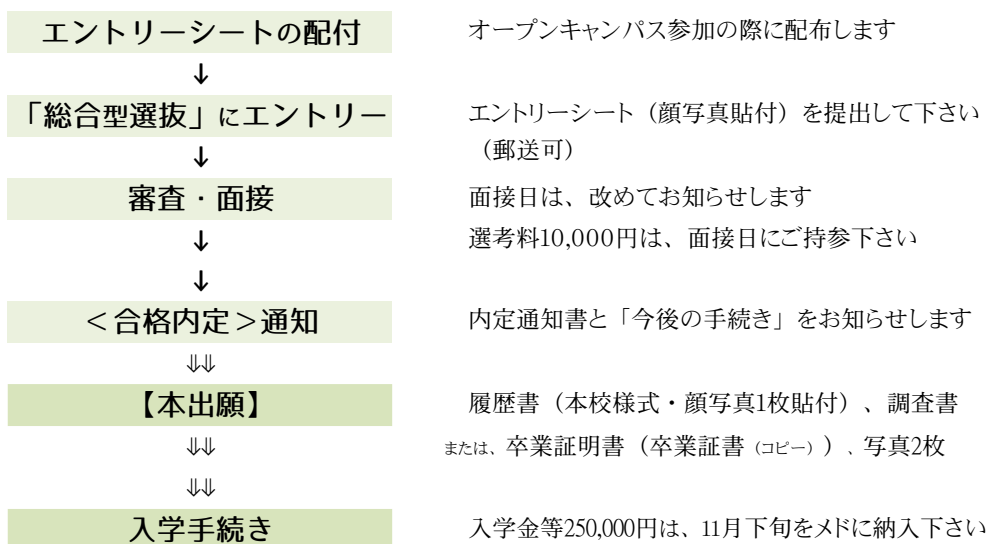 エントリーシートの配付 オープンキャンパス参加の際に配布します
↓
「総合型選抜」にエントリー エントリーシート（顔写真貼付）を提出して下さい
↓ （郵送可）
審査・面接 面接日は、改めてお知らせします
↓ 選考料10,000円は、面接日にご持参下さい
↓
＜合格内定＞通知 内定通知書と「今後の手続き」をお知らせします
⇓⇓
【本出願】 履歴書（本校様式・顔写真1枚貼付）、調査書
⇓⇓ または、卒業証明書（卒業証書（コピー））、写真2枚
⇓⇓
入学手続き 入学金等250,000円は、11月下旬をメドに納入下さい